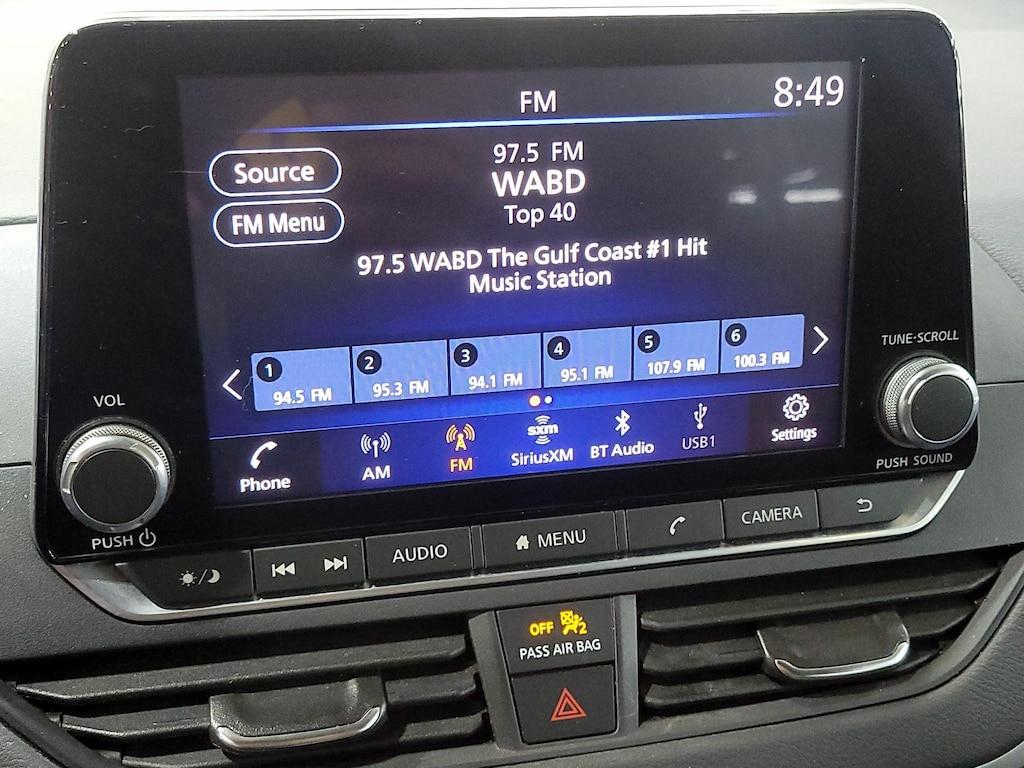 FM
8:49
Source
FM Menu
97.5 FM
WABD
Top 40
97.5 WABD The Gulf Coast #1 Hit
Music Station
1 94.5 FM
2 95.3 FM
3 94.1 FM
4 95.1 FM
5 107.9 FM
6 100.3 FM
Phone
AM
FM
sxm
SiriusXM
BT Audio
USB1
Settings
VOL
PUSH
TUNE·SCROLL
PUSH SOUND
AUDIO
MENU
CAMERA
OFF 2
PASS AIR BAG